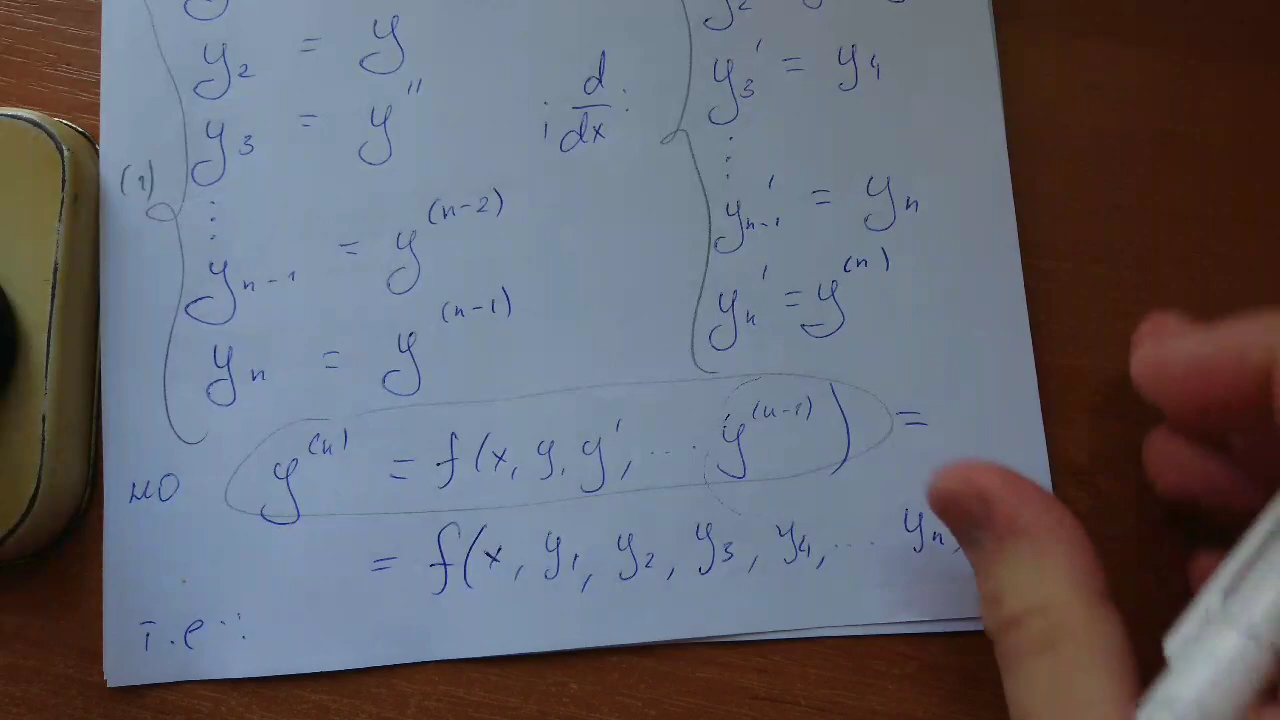 y₂ = y
y₃ = y''
(1)
⋮
yₙ₋₁ = y⁽ⁿ⁻²⁾
yₙ = y⁽ⁿ⁻¹⁾
i d/dx :
y₃' = y₄
⋮
yₙ₋₁' = yₙ
yₙ' = y⁽ⁿ⁾
но y⁽ⁿ⁾ = f(x, y, y', ... y⁽ⁿ⁻¹⁾) =
= f(x, y₁, y₂, y₃, y₄, ... yₙ
т.е.: